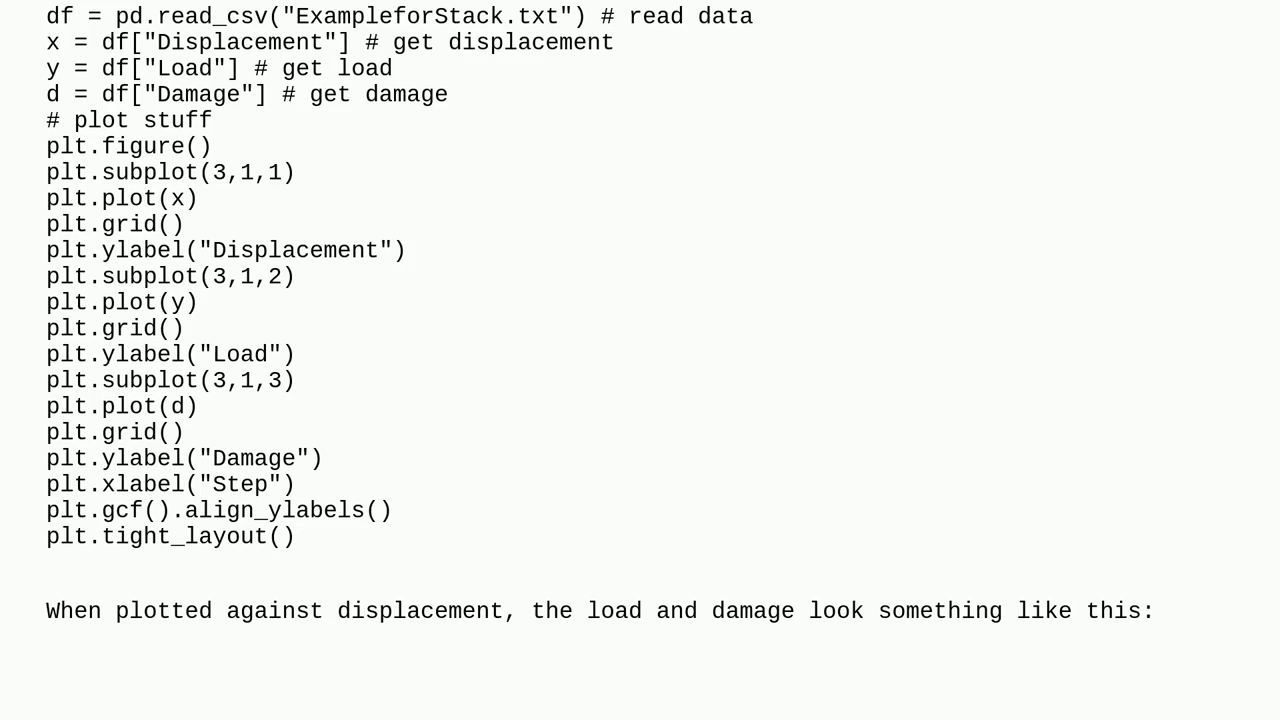 df = pd.read_csv("ExampleforStack.txt") # read data
x = df["Displacement"] # get displacement
y = df["Load"] # get load
d = df["Damage"] # get damage
# plot stuff
plt.figure()
plt.subplot(3,1,1)
plt.plot(x)
plt.grid()
plt.ylabel("Displacement")
plt.subplot(3,1,2)
plt.plot(y)
plt.grid()
plt.ylabel("Load")
plt.subplot(3,1,3)
plt.plot(d)
plt.grid()
plt.ylabel("Damage")
plt.xlabel("Step")
plt.gcf().align_ylabels()
plt.tight_layout()
When plotted against displacement, the load and damage look something like this: